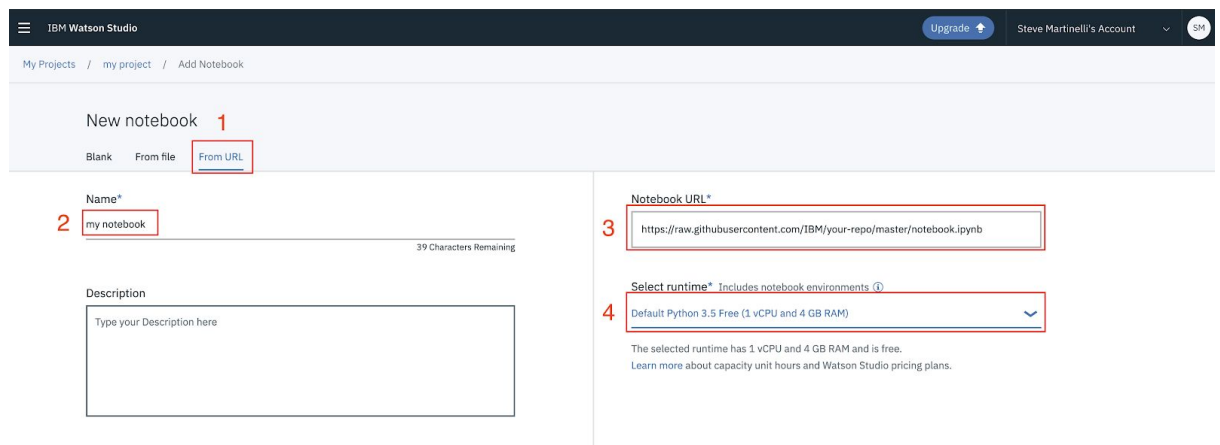 IBM Watson Studio
Upgrade
Steve Martinelli's Account
SM
My Projects / my project / Add Notebook
New notebook 1
Blank From file From URL
Name*
2 my notebook
39 Characters Remaining
Description
Type your Description here
Notebook URL*
3 https://raw.githubusercontent.com/IBM/your-repo/master/notebook.ipynb
Select runtime* Includes notebook environments
4 Default Python 3.5 Free (1 vCPU and 4 GB RAM)
The selected runtime has 1 vCPU and 4 GB RAM and is free.
Learn more about capacity unit hours and Watson Studio pricing plans.